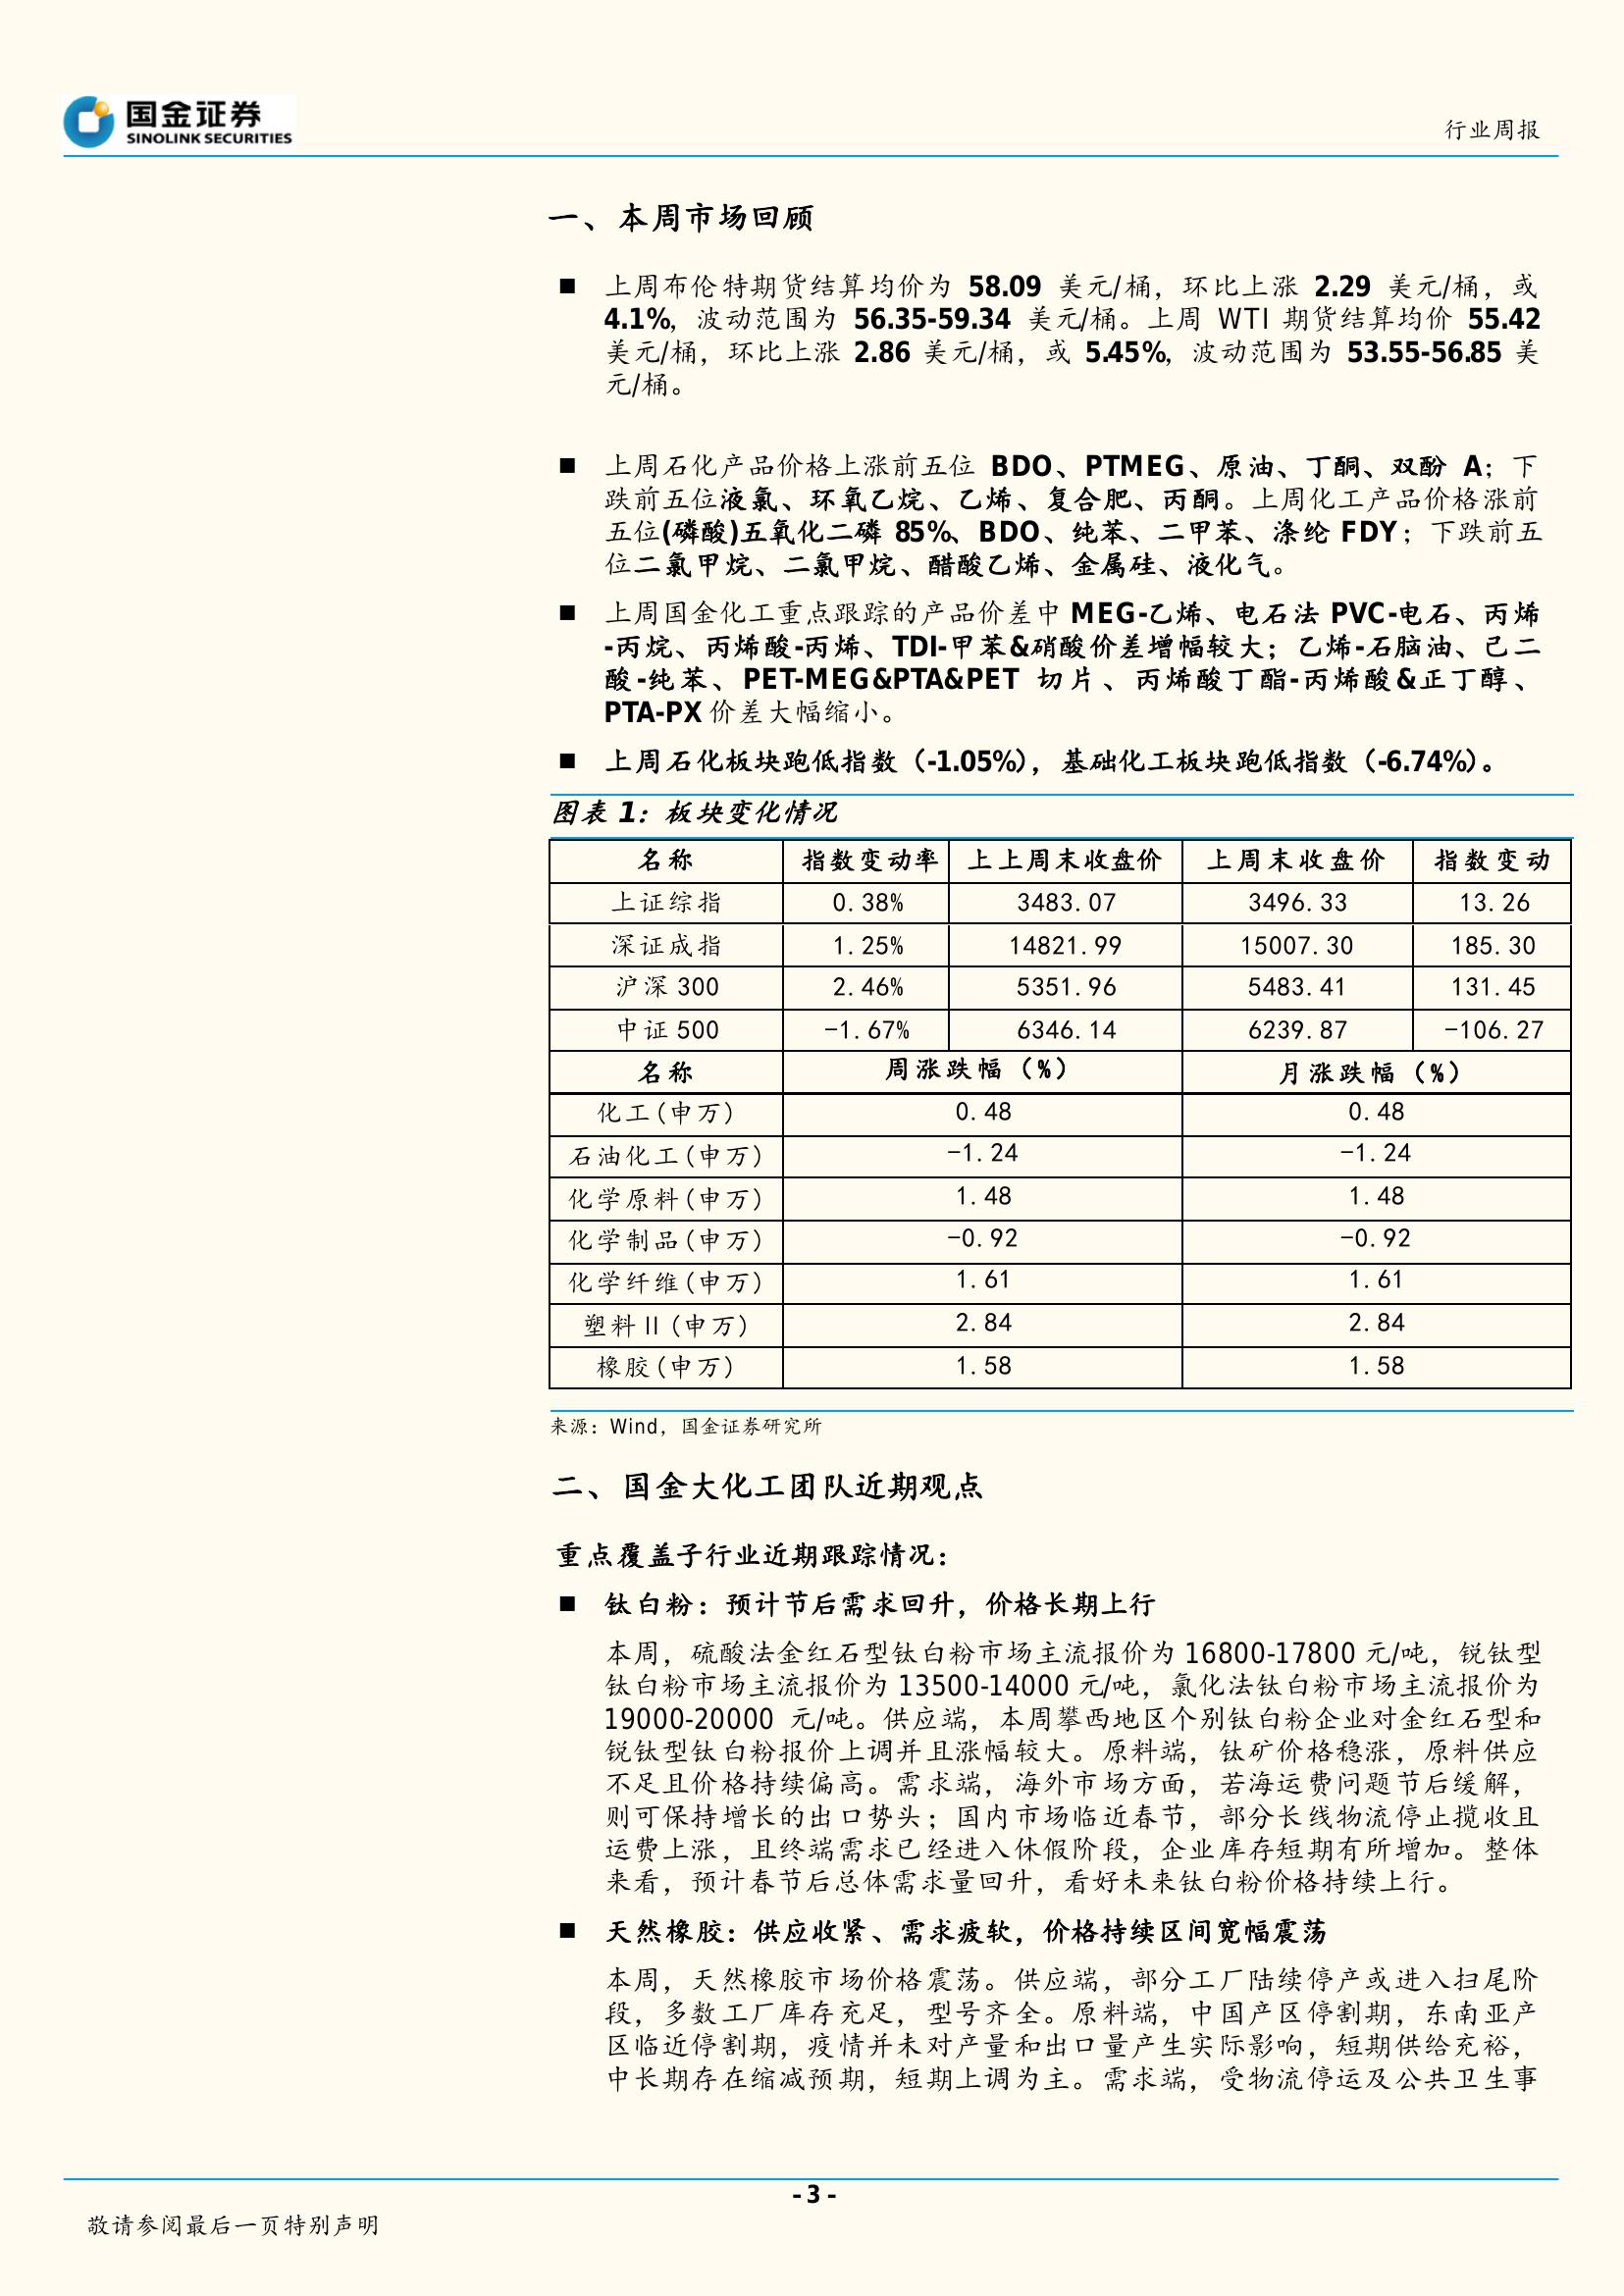 国金证券
SINOLINK SECURITIES
行业周报
一、本周市场回顾
■ 上周布伦特期货结算均价为 58.09 美元/桶，环比上涨 2.29 美元/桶，或
4.1%，波动范围为 56.35-59.34 美元/桶。上周 WTI 期货结算均价 55.42
美元/桶，环比上涨 2.86 美元/桶，或 5.45%，波动范围为 53.55-56.85 美
元/桶。
■ 上周石化产品价格上涨前五位 BDO、PTMEG、原油、丁酮、双酚 A；下
跌前五位液氯、环氧乙烷、乙烯、复合肥、丙酮。上周化工产品价格涨前
五位(磷酸)五氧化二磷 85%、BDO、纯苯、二甲苯、涤纶 FDY；下跌前五
位二氯甲烷、二氯甲烷、醋酸乙烯、金属硅、液化气。
■ 上周国金化工重点跟踪的产品价差中 MEG-乙烯、电石法 PVC-电石、丙烯
-丙烷、丙烯酸-丙烯、TDI-甲苯&硝酸价差增幅较大；乙烯-石脑油、己二
酸-纯苯、PET-MEG&PTA&PET 切片、丙烯酸丁酯-丙烯酸&正丁醇、
PTA-PX 价差大幅缩小。
■ 上周石化板块跑低指数（-1.05%），基础化工板块跑低指数（-6.74%）。
图表 1：板块变化情况
名称 指数变动率 上上周末收盘价 上周末收盘价 指数变动
上证综指 0.38% 3483.07 3496.33 13.26
深证成指 1.25% 14821.99 15007.30 185.30
沪深 300 2.46% 5351.96 5483.41 131.45
中证 500 -1.67% 6346.14 6239.87 -106.27
名称 周涨跌幅（%） 月涨跌幅（%）
化工(申万) 0.48 0.48
石油化工(申万) -1.24 -1.24
化学原料(申万) 1.48 1.48
化学制品(申万) -0.92 -0.92
化学纤维(申万) 1.61 1.61
塑料 II(申万) 2.84 2.84
橡胶(申万) 1.58 1.58
来源：Wind，国金证券研究所
二、国金大化工团队近期观点
重点覆盖子行业近期跟踪情况：
■ 钛白粉：预计节后需求回升，价格长期上行
本周，硫酸法金红石型钛白粉市场主流报价为 16800-17800 元/吨，锐钛型
钛白粉市场主流报价为 13500-14000 元/吨，氯化法钛白粉市场主流报价为
19000-20000 元/吨。供应端，本周攀西地区个别钛白粉企业对金红石型和
锐钛型钛白粉报价上调并且涨幅较大。原料端，钛矿价格稳涨，原料供应
不足且价格持续偏高。需求端，海外市场方面，若海运费问题节后缓解，
则可保持增长的出口势头；国内市场临近春节，部分长线物流停止揽收且
运费上涨，且终端需求已经进入休假阶段，企业库存短期有所增加。整体
来看，预计春节后总体需求量回升，看好未来钛白粉价格持续上行。
■ 天然橡胶：供应收紧、需求疲软，价格持续区间宽幅震荡
本周，天然橡胶市场价格震荡。供应端，部分工厂陆续停产或进入扫尾阶
段，多数工厂库存充足，型号齐全。原料端，中国产区停割期，东南亚产
区临近停割期，疫情并未对产量和出口量产生实际影响，短期供给充裕，
中长期存在缩减预期，短期上调为主。需求端，受物流停运及公共卫生事
- 3 -
敬请参阅最后一页特别声明